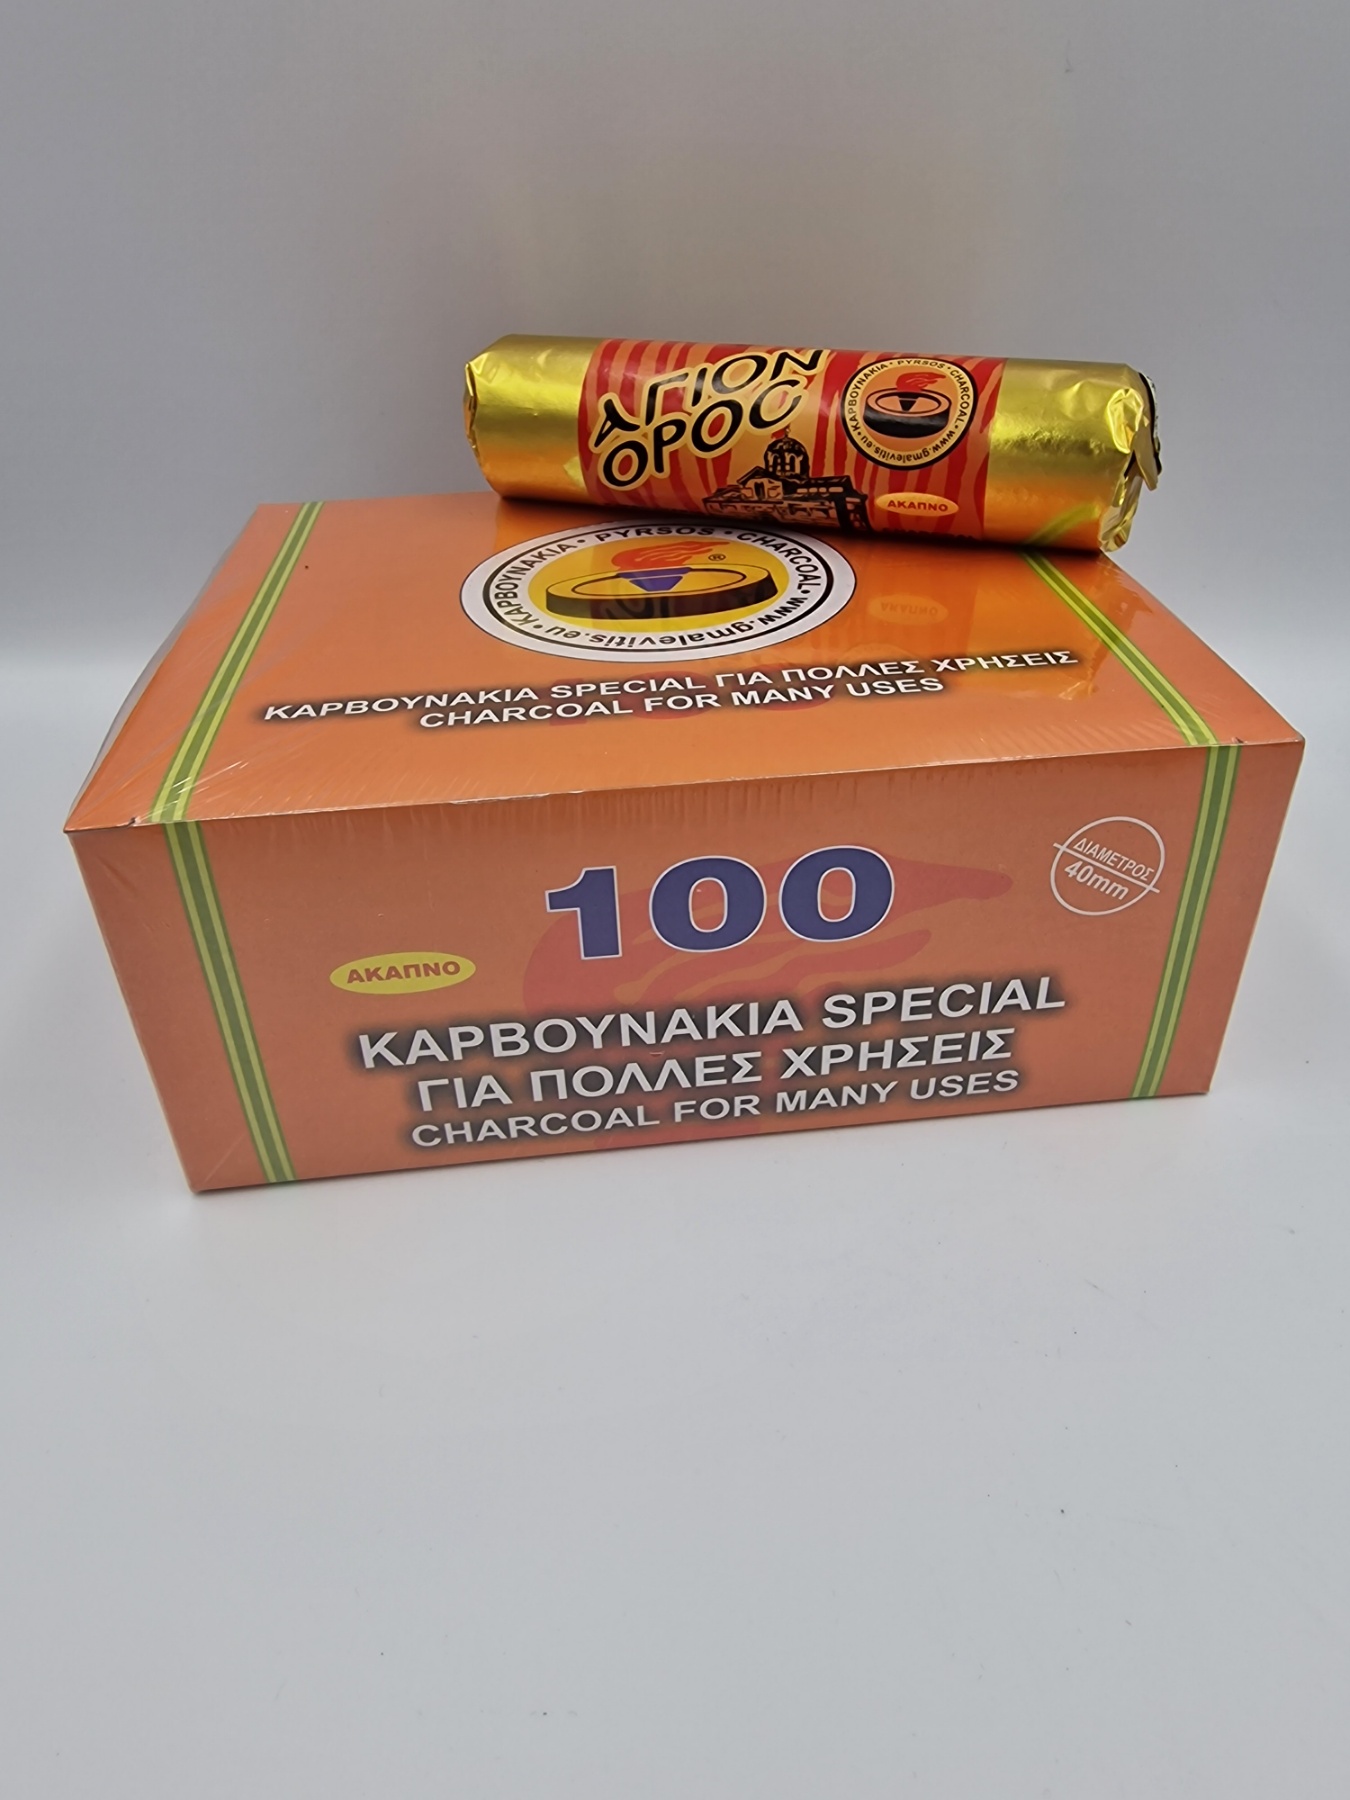 ΑΓΙΟΝ
ΟΡΟC
ΚΑΡΒΟΥΝΑΚΙΑ • PYRSOS • CHARCOAL • www.gmalevitis.eu •
ΑΚΑΠΝΟ
ΚΑΡΒΟΥΝΑΚΙΑ • PYRSOS • CHARCOAL • www.gmalevitis.eu •
®
ΚΑΡΒΟΥΝΑΚΙΑ SPECIAL ΓΙΑ ΠΟΛΛΕΣ ΧΡΗΣΕΙΣ
CHARCOAL FOR MANY USES
100
ΔΙΑΜΕΤΡΟΣ
40mm
ΑΚΑΠΝΟ
ΚΑΡΒΟΥΝΑΚΙΑ SPECIAL
ΓΙΑ ΠΟΛΛΕΣ ΧΡΗΣΕΙΣ
CHARCOAL FOR MANY USES